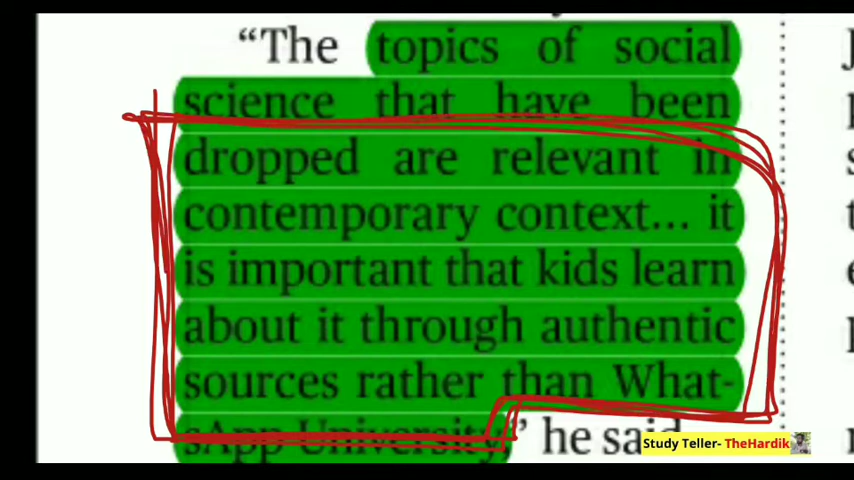 “The topics of social
science that have been
dropped are relevant in
contemporary context... it
is important that kids learn
about it through authentic
sources rather than What-
sApp University,” he said.
Study Teller- TheHardik